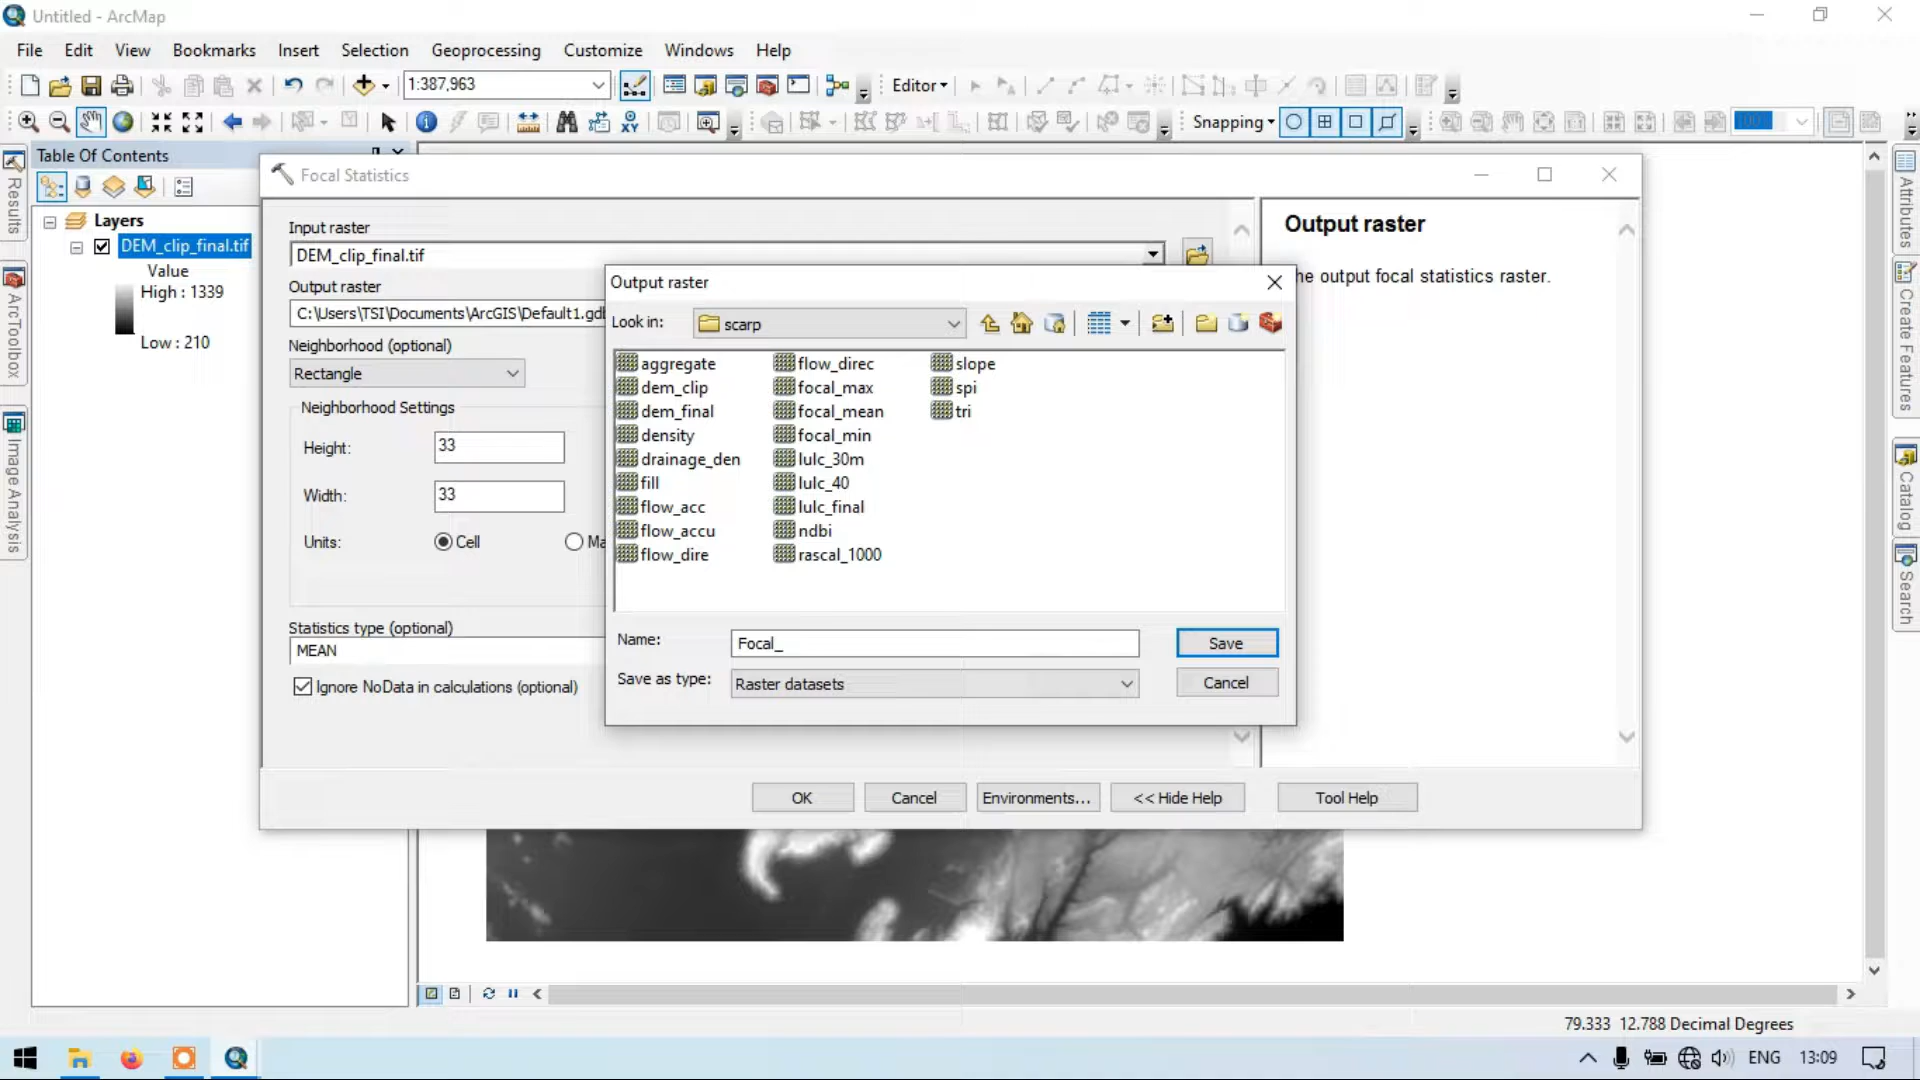 Untitled - ArcMap
File Edit View Bookmarks Insert Selection Geoprocessing Customize Windows Help
1:387,963
Editor
Snapping
Table Of Contents
Layers
DEM_clip_final.tif
Value
High : 1339
Low : 210
Results
ArcToolbox
Image Analysis
Focal Statistics
Input raster
DEM_clip_final.tif
Output raster
C:\Users\TSI\Documents\ArcGIS\Default1.gdb
Neighborhood (optional)
Rectangle
Neighborhood Settings
Height:
33
Width:
33
Units:
Cell
Ma
Statistics type (optional)
MEAN
Ignore NoData in calculations (optional)
OK
Cancel
Environments...
<< Hide Help
Tool Help
Output raster
he output focal statistics raster.
Output raster
Look in:
scarp
aggregate
dem_clip
dem_final
density
drainage_den
fill
flow_acc
flow_accu
flow_dire
flow_direc
focal_max
focal_mean
focal_min
lulc_30m
lulc_40
lulc_final
ndbi
rascal_1000
slope
spi
tri
Name:
Focal_
Save
Save as type:
Raster datasets
Cancel
Attributes
Create Features
Catalog
Search
79.333 12.788 Decimal Degrees
ENG
13:09